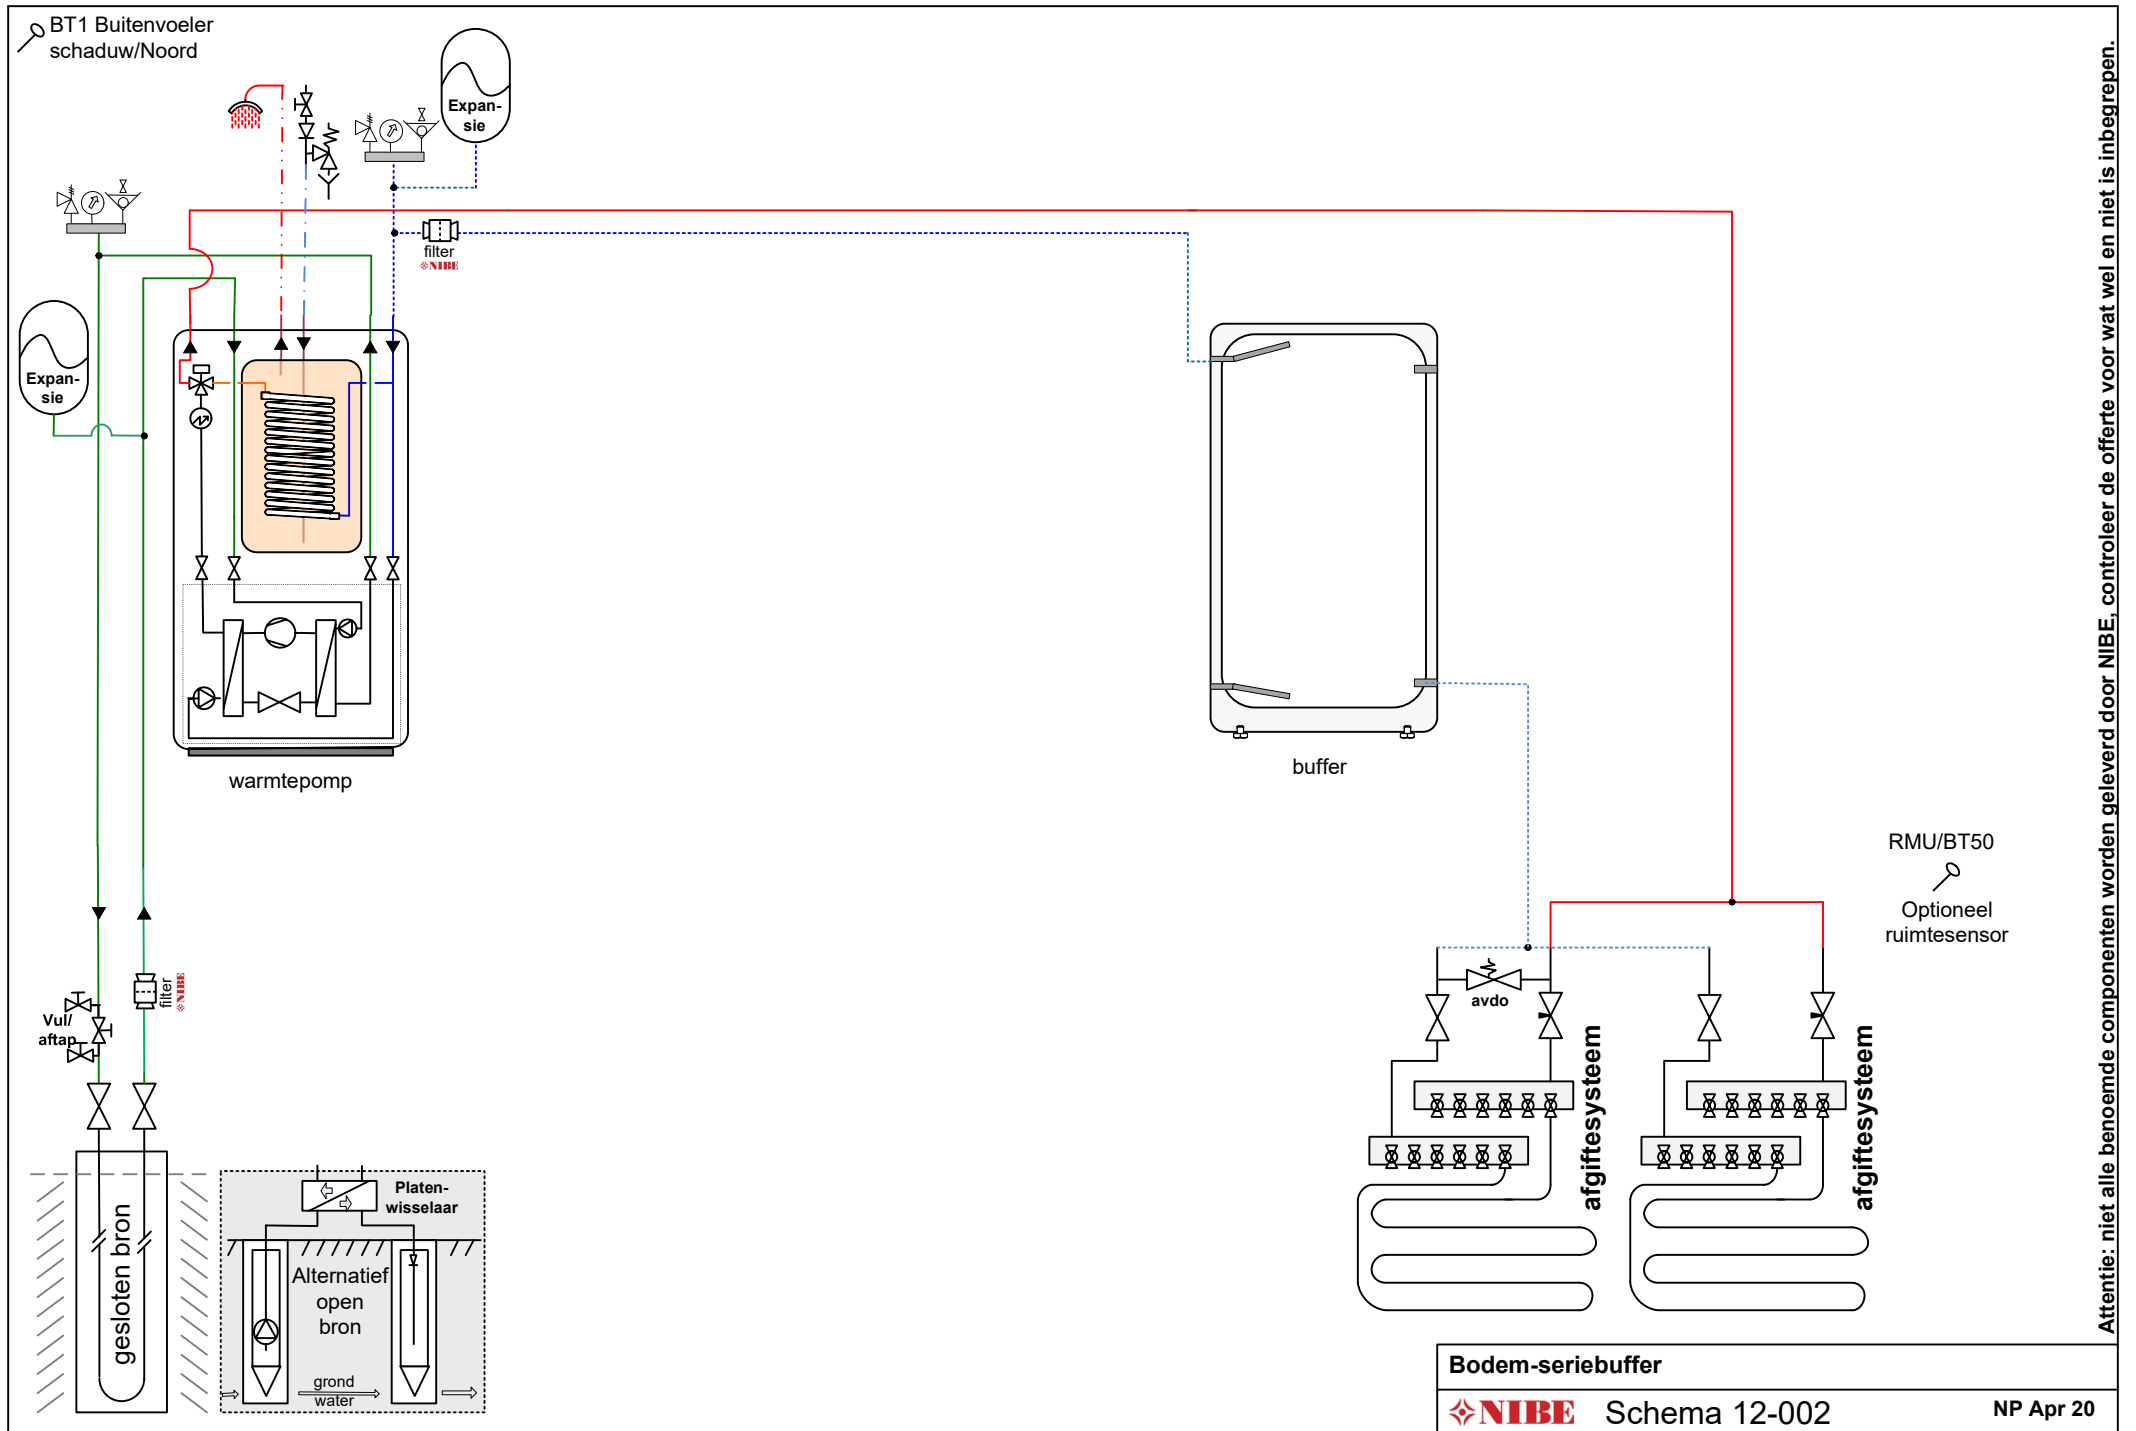 BT1 Buitenvoeler
schaduw/Noord
Expan-
sie
filter
NIBE
Expan-
sie
warmtepomp
buffer
RMU/BT50
Optioneel
ruimtesensor
avdo
filter
NIBE
Vul/
aftap
afgiftesysteem
afgiftesysteem
gesloten bron
Platen-
wisselaar
Alternatief
open
bron
grond
water
Attentie: niet alle benoemde componenten worden geleverd door NIBE, controleer de offerte voor wat wel en niet is inbegrepen.
Bodem-seriebuffer
NIBE Schema 12-002 NP Apr 20